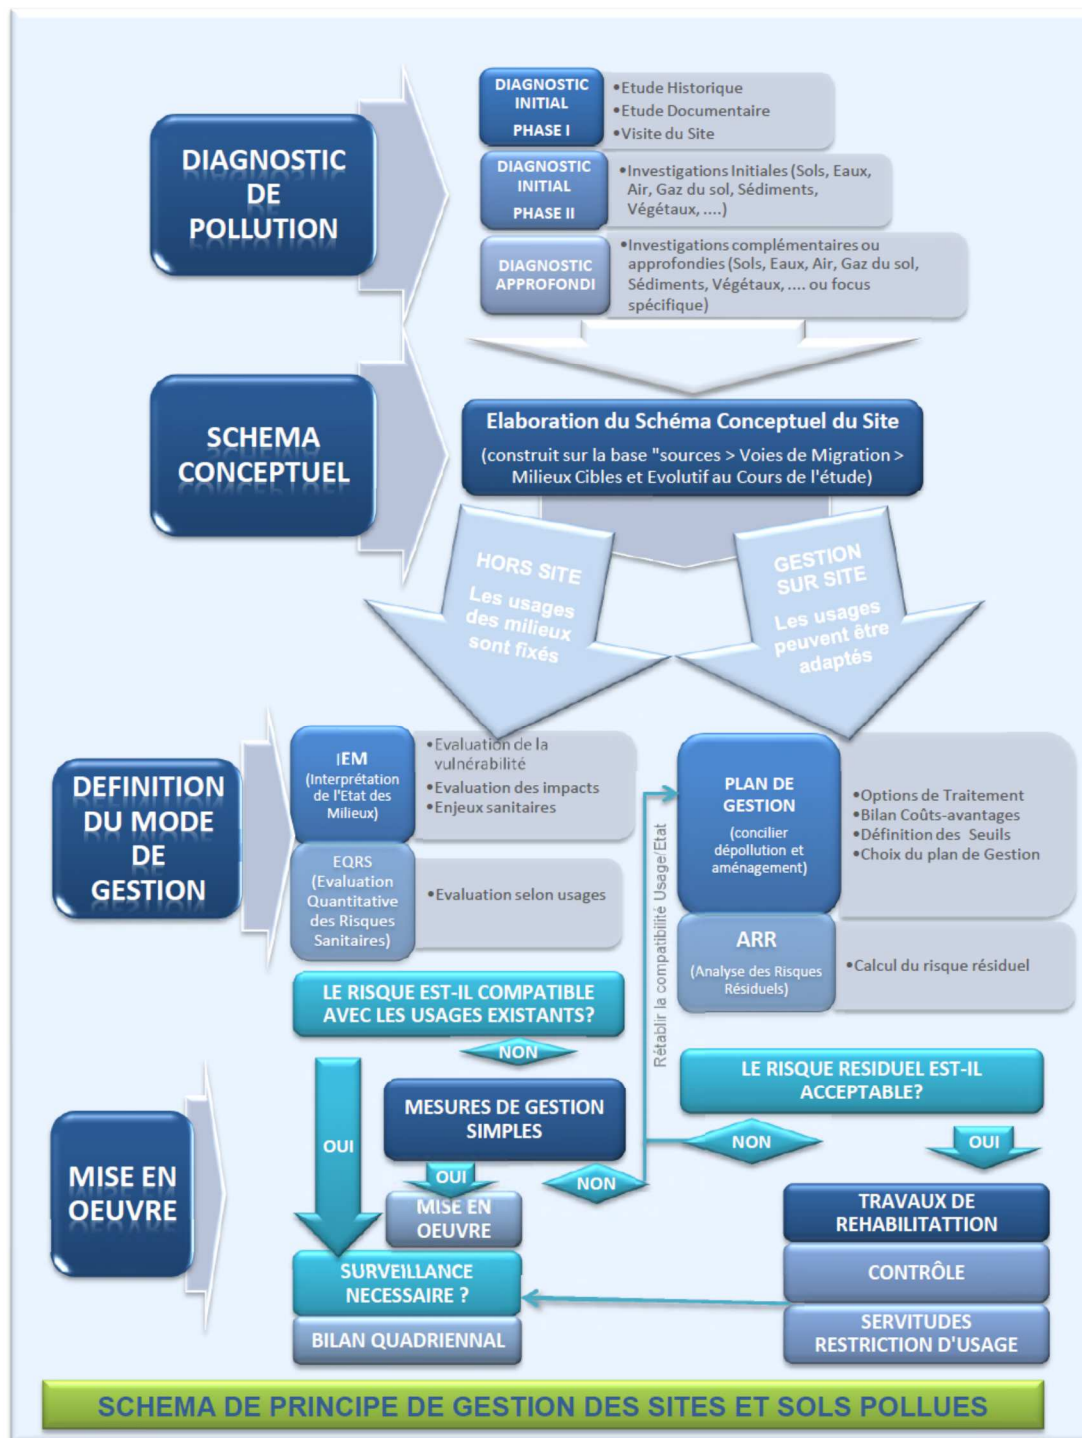 DIAGNOSTIC
DE
POLLUTION
DIAGNOSTIC
INITIAL
PHASE I
•Etude Historique
•Etude Documentaire
•Visite du Site
DIAGNOSTIC
INITIAL
PHASE II
•Investigations Initiales (Sols, Eaux,
Air, Gaz du sol, Sédiments,
Végétaux, ....)
DIAGNOSTIC
APPROFONDI
•Investigations complémentaires ou
approfondies (Sols, Eaux, Air, Gaz du sol,
Sédiments, Végétaux, .... ou focus
spécifique)
SCHEMA
CONCEPTUEL
Elaboration du Schéma Conceptuel du Site
(construit sur la base "sources > Voies de Migration >
Milieux Cibles et Evolutif au Cours de l'étude)
HORS SITE
Les usages
des milieux
sont fixés
GESTION
SUR SITE
Les usages
peuvent être
adaptés
DEFINITION
DU MODE
DE
GESTION
IEM
(Interprétation
de l'Etat des
Milieux)
•Evaluation de la
vulnérabilité
•Evaluation des impacts
•Enjeux sanitaires
EQRS
(Evaluation
Quantitative
des Risques
Sanitaires)
•Evaluation selon usages
Rétablir la compatibilité Usage/Etat
PLAN DE
GESTION
(concilier
dépollution et
aménagement)
•Options de Traitement
•Bilan Coûts-avantages
•Définition des Seuils
•Choix du plan de Gestion
ARR
(Analyse des Risques
Résiduels)
•Calcul du risque résiduel
LE RISQUE EST-IL COMPATIBLE
AVEC LES USAGES EXISTANTS?
NON
LE RISQUE RESIDUEL EST-IL
ACCEPTABLE?
MISE EN
OEUVRE
OUI
MESURES DE GESTION
SIMPLES
OUI
NON
NON
OUI
MISE EN
OEUVRE
TRAVAUX DE
REHABILITATTION
CONTRÔLE
SERVITUDES
RESTRICTION D'USAGE
SURVEILLANCE
NECESSAIRE ?
BILAN QUADRIENNAL
SCHEMA DE PRINCIPE DE GESTION DES SITES ET SOLS POLLUES